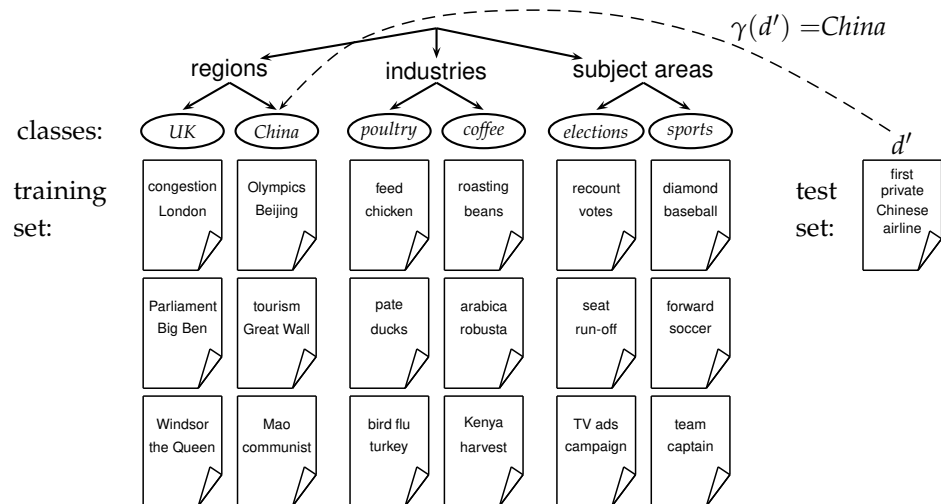 γ(d′) =China
regions industries subject areas
classes: UK China poultry coffee elections sports
d′
training
set:
congestion
London
Olympics
Beijing
feed
chicken
roasting
beans
recount
votes
diamond
baseball
test
set:
first
private
Chinese
airline
Parliament
Big Ben
tourism
Great Wall
pate
ducks
arabica
robusta
seat
run-off
forward
soccer
Windsor
the Queen
Mao
communist
bird flu
turkey
Kenya
harvest
TV ads
campaign
team
captain